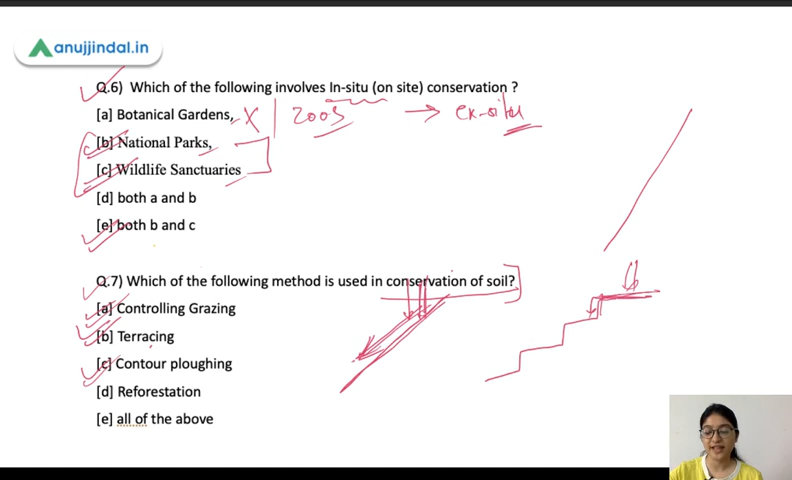 anujjindal.in
Q.6) Which of the following involves In-situ (on site) conservation ?
[a] Botanical Gardens, X | zoos → ex-situ
[b] National Parks,
[c] Wildlife Sanctuaries
[d] both a and b
[e] both b and c
Q.7) Which of the following method is used in conservation of soil?
[a] Controlling Grazing
[b] Terracing
[c] Contour ploughing
[d] Reforestation
[e] all of the above